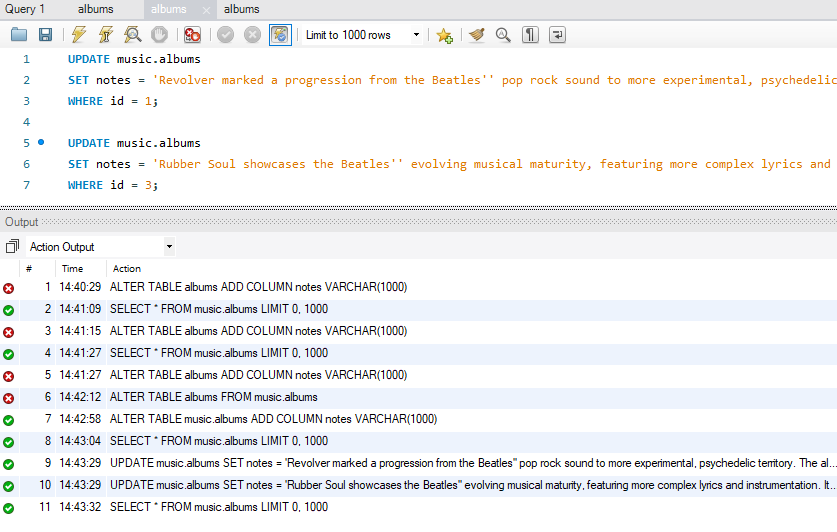 Query 1 albums albums albums
Limit to 1000 rows
1 UPDATE music.albums
2 SET notes = 'Revolver marked a progression from the Beatles'' pop rock sound to more experimental, psychedelic
3 WHERE id = 1;
4
5 UPDATE music.albums
6 SET notes = 'Rubber Soul showcases the Beatles'' evolving musical maturity, featuring more complex lyrics and
7 WHERE id = 3;
Output
Action Output
# Time Action
1 14:40:29 ALTER TABLE albums ADD COLUMN notes VARCHAR(1000)
2 14:41:09 SELECT * FROM music.albums LIMIT 0, 1000
3 14:41:15 ALTER TABLE albums ADD COLUMN notes VARCHAR(1000)
4 14:41:27 SELECT * FROM music.albums LIMIT 0, 1000
5 14:41:27 ALTER TABLE albums ADD COLUMN notes VARCHAR(1000)
6 14:42:12 ALTER TABLE albums FROM music.albums
7 14:42:58 ALTER TABLE music.albums ADD COLUMN notes VARCHAR(1000)
8 14:43:04 SELECT * FROM music.albums LIMIT 0, 1000
9 14:43:29 UPDATE music.albums SET notes = 'Revolver marked a progression from the Beatles'' pop rock sound to more experimental, psychedelic territory. The al...
10 14:43:29 UPDATE music.albums SET notes = 'Rubber Soul showcases the Beatles'' evolving musical maturity, featuring more complex lyrics and instrumentation. It...
11 14:43:32 SELECT * FROM music.albums LIMIT 0, 1000